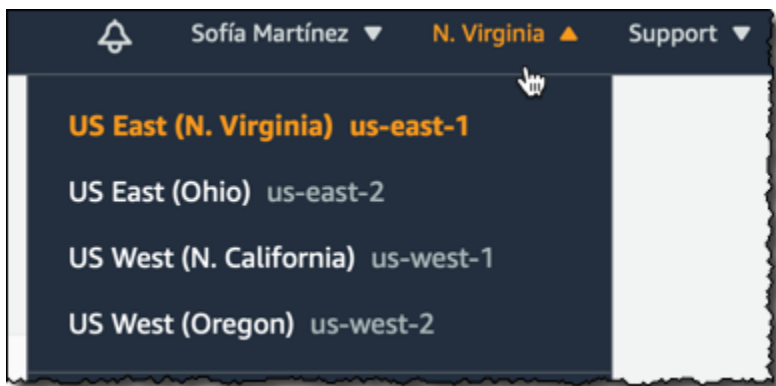 Sofía Martínez ▼ N. Virginia ▲ Support ▼
US East (N. Virginia) us-east-1
US East (Ohio) us-east-2
US West (N. California) us-west-1
US West (Oregon) us-west-2